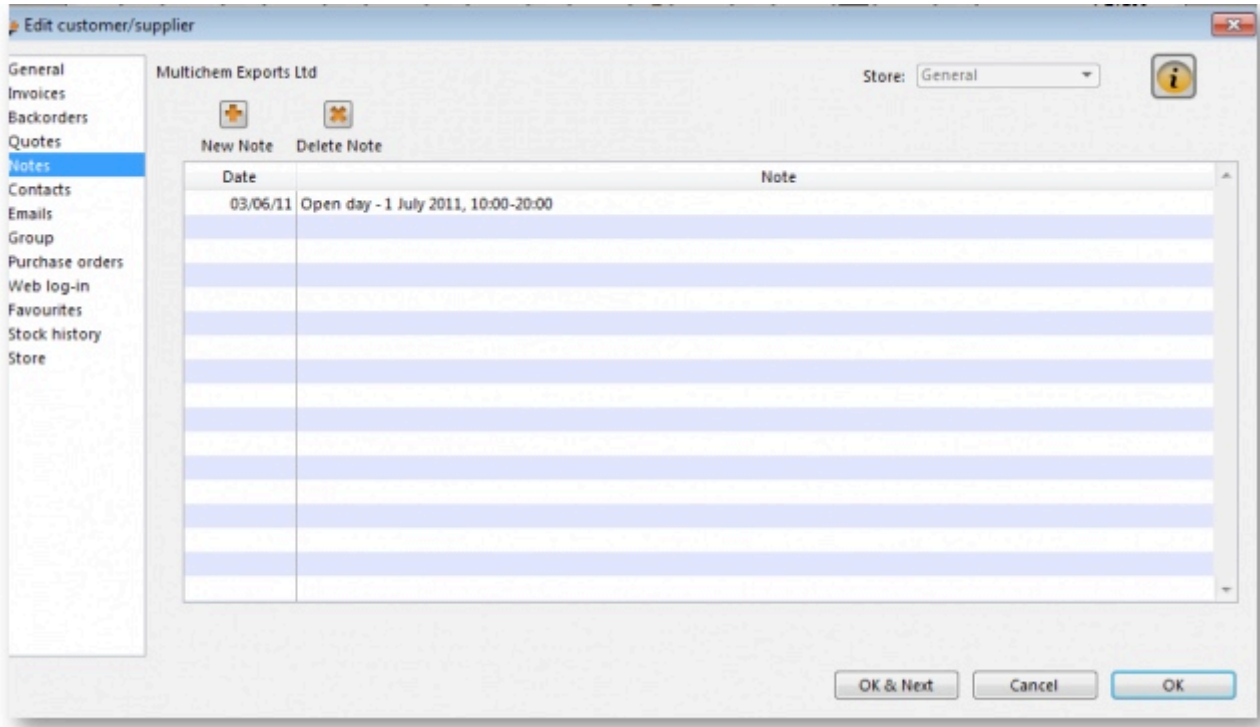 Edit customer/supplier
General
Invoices
Backorders
Quotes
Notes
Contacts
Emails
Group
Purchase orders
Web log-in
Favourites
Stock history
Store
Multichem Exports Ltd
Store: General
New Note Delete Note
Date Note
03/06/11 Open day - 1 July 2011, 10:00-20:00
OK & Next Cancel OK